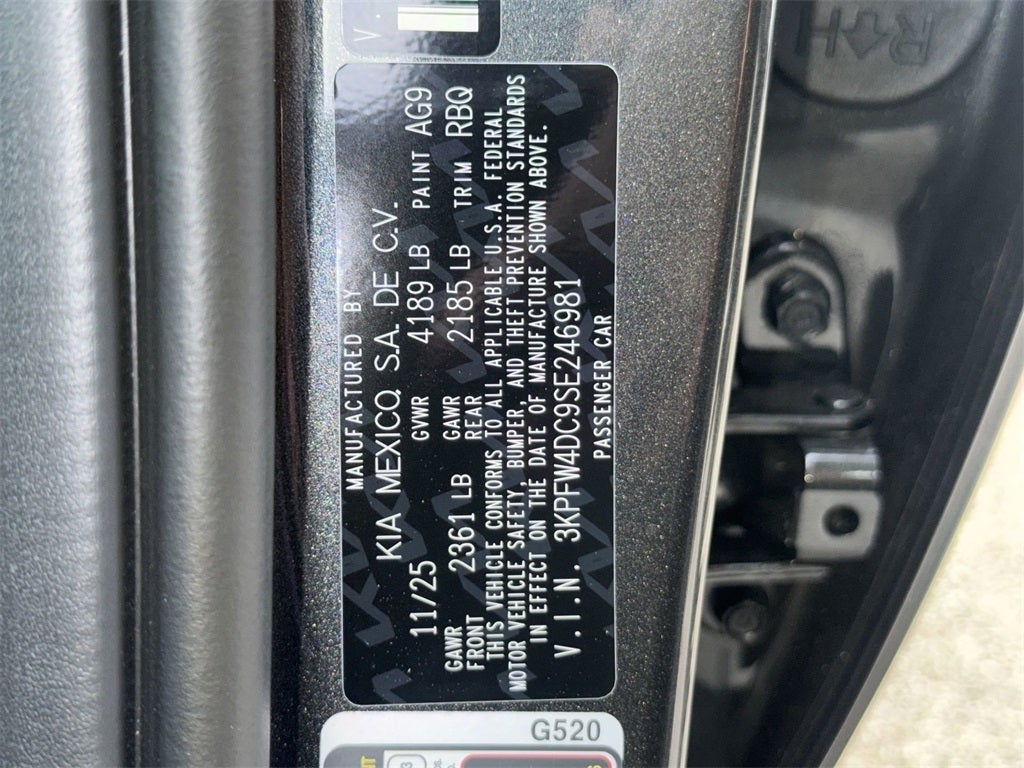 V.
MANUFACTURED BY
KIA MEXICO, S.A. DE C.V.
11/25 GVWR 4189 LB PAINT AG9
GAWR FRONT 2361 LB GAWR REAR 2185 LB TRIM RBQ
THIS VEHICLE CONFORMS TO ALL APPLICABLE U.S.A. FEDERAL
MOTOR VEHICLE SAFETY, BUMPER, AND THEFT PREVENTION STANDARDS
IN EFFECT ON THE DATE OF MANUFACTURE SHOWN ABOVE.
V.I.N. 3KPFW4DC9SE246981
PASSENGER CAR
G520
R H